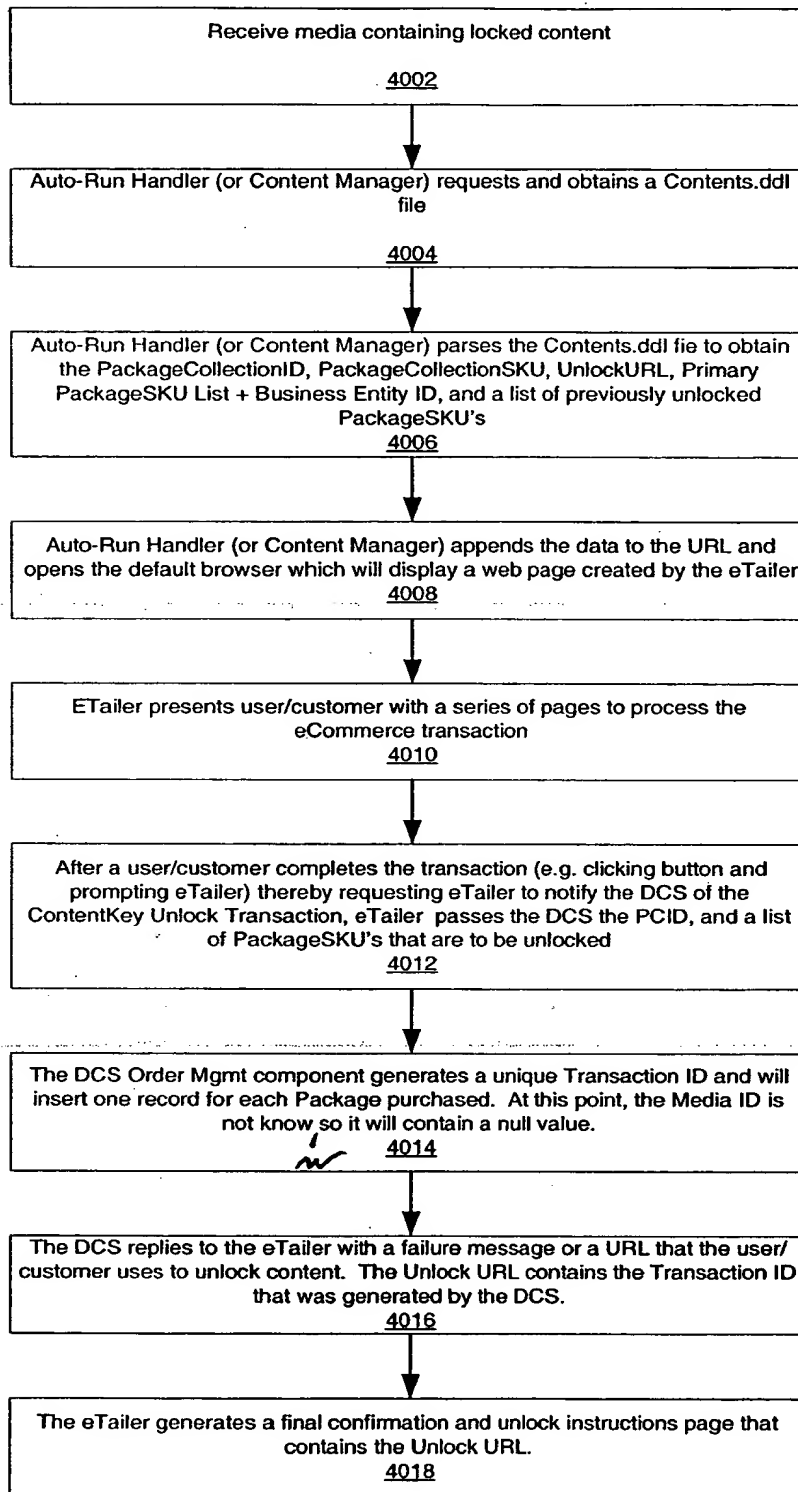 Receive media containing locked content
4002
Auto-Run Handler (or Content Manager) requests and obtains a Contents.ddl
file
4004
Auto-Run Handler (or Content Manager) parses the Contents.ddl fie to obtain
the PackageCollectionID, PackageCollectionSKU, UnlockURL, Primary
PackageSKU List + Business Entity ID, and a list of previously unlocked
PackageSKU's
4006
Auto-Run Handler (or Content Manager) appends the data to the URL and
opens the default browser which will display a web page created by the eTailer
4008
ETailer presents user/customer with a series of pages to process the
eCommerce transaction
4010
After a user/customer completes the transaction (e.g. clicking button and
prompting eTailer) thereby requesting eTailer to notify the DCS of the
ContentKey Unlock Transaction, eTailer passes the DCS the PCID, and a list
of PackageSKU's that are to be unlocked
4012
The DCS Order Mgmt component generates a unique Transaction ID and will
insert one record for each Package purchased. At this point, the Media ID is
not know so it will contain a null value.
4014
The DCS replies to the eTailer with a failure message or a URL that the user/
customer uses to unlock content. The Unlock URL contains the Transaction ID
that was generated by the DCS.
4016
The eTailer generates a final confirmation and unlock instructions page that
contains the Unlock URL.
4018